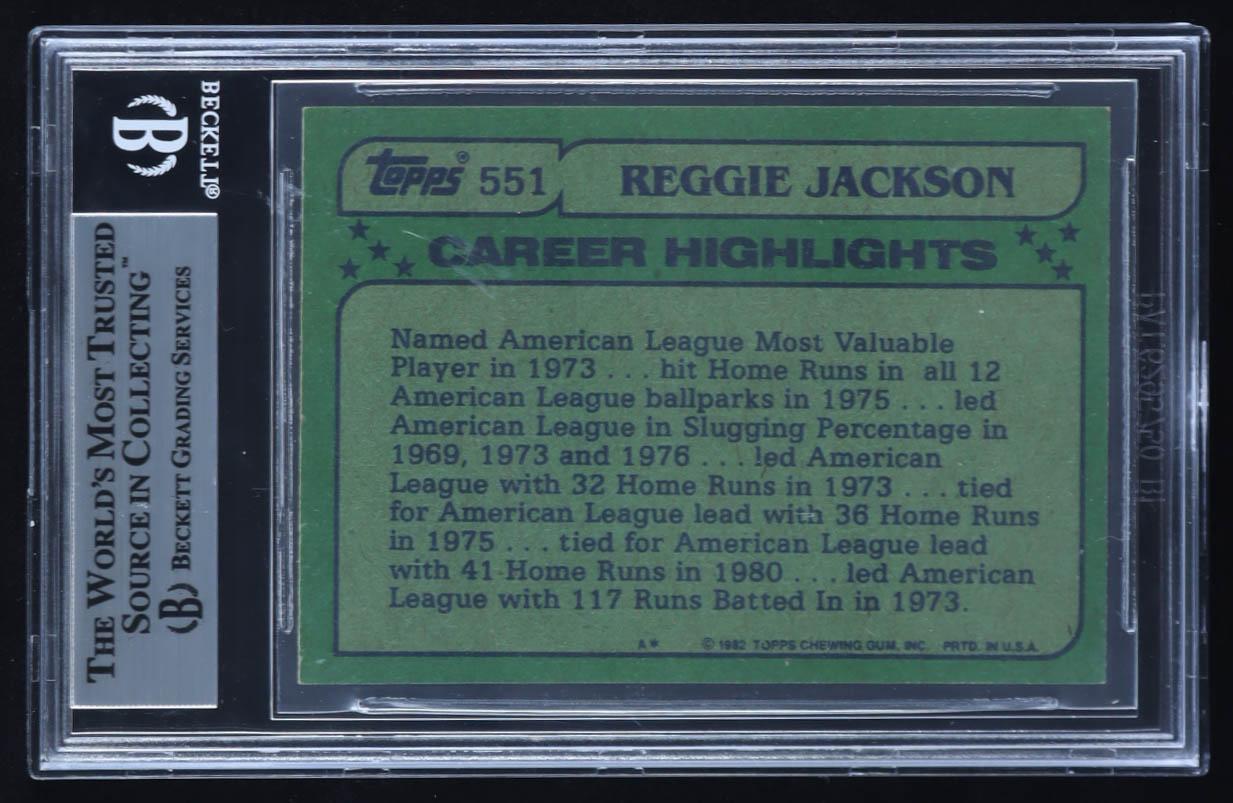 BECKETT®
B
THE WORLD'S MOST TRUSTED
SOURCE IN COLLECTING™
B BECKETT GRADING SERVICES
topps® 551 REGGIE JACKSON
CAREER HIGHLIGHTS
Named American League Most Valuable
Player in 1973 . . . hit Home Runs in all 12
American League ballparks in 1975 . . . led
American League in Slugging Percentage in
1969, 1973 and 1976 . . . led American
League with 32 Home Runs in 1973 . . . tied
for American League lead with 36 Home Runs
in 1975 . . . tied for American League lead
with 41 Home Runs in 1980 . . . led American
League with 117 Runs Batted In in 1973.
A* © 1982 TOPPS CHEWING GUM, INC. PRTD. IN U.S.A.